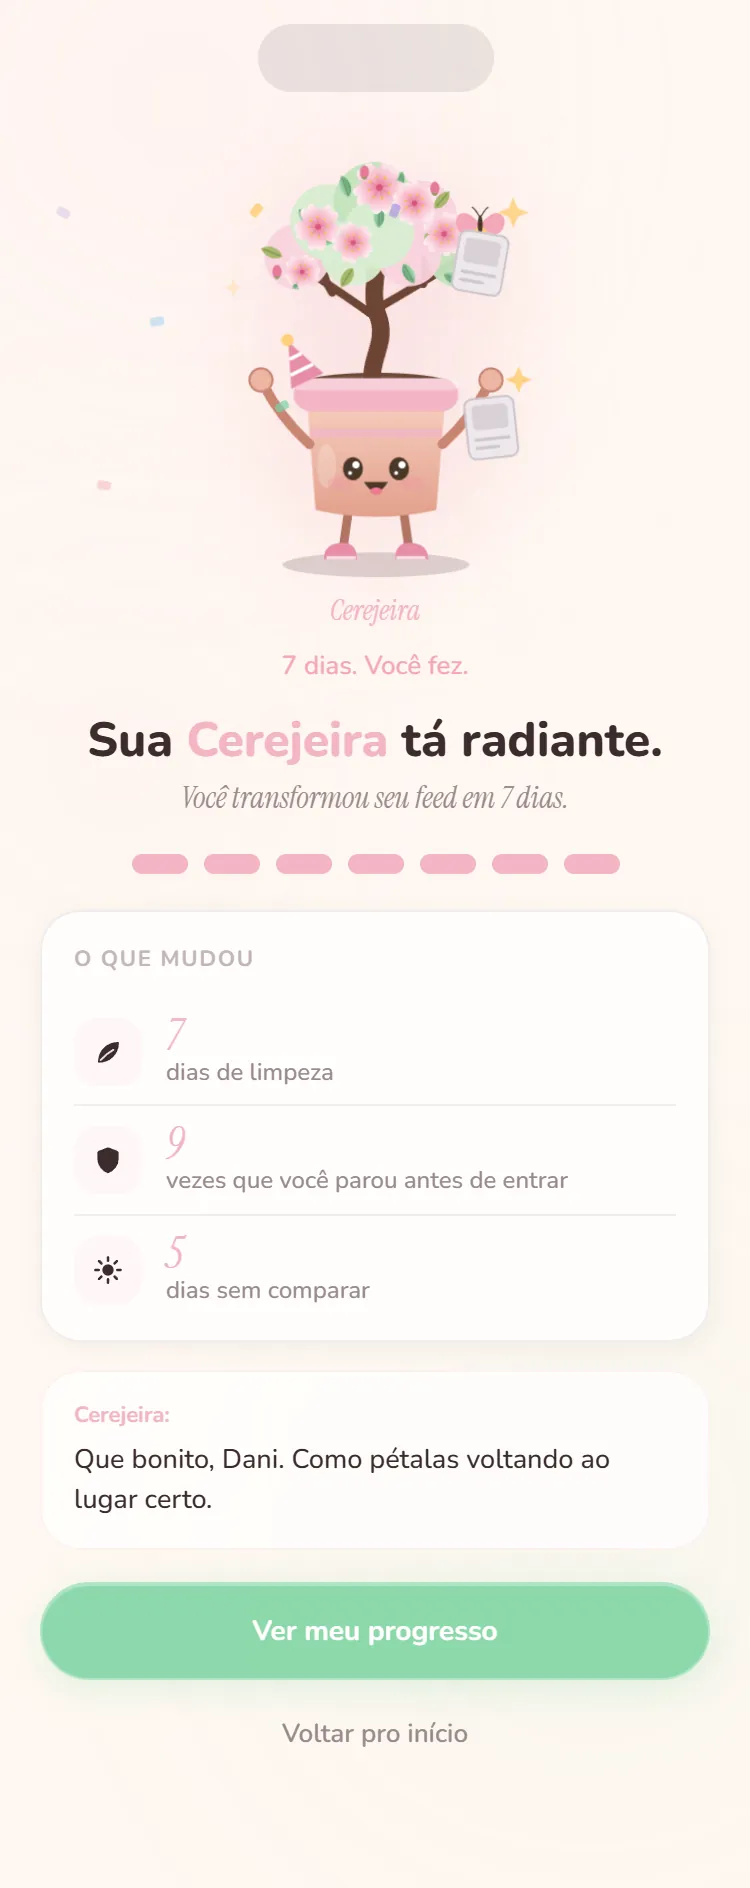 Cerejeira
7 dias. Você fez.
Sua Cerejeira tá radiante.
Você transformou seu feed em 7 dias.
O QUE MUDOU
7
dias de limpeza
9
vezes que você parou antes de entrar
5
dias sem comparar
Cerejeira:
Que bonito, Dani. Como pétalas voltando ao
lugar certo.
Ver meu progresso
Voltar pro início